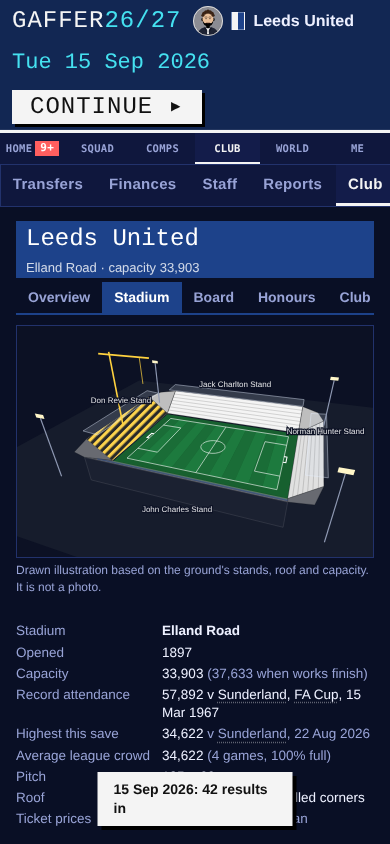 GAFFER26/27 Leeds United
Tue 15 Sep 2026
CONTINUE ►
HOME 9+ SQUAD COMPS CLUB WORLD ME
Transfers Finances Staff Reports Club
Leeds United
Elland Road · capacity 33,903
Overview Stadium Board Honours Club
Jack Charlton Stand
Don Revie Stand
Norman Hunter Stand
John Charles Stand
Drawn illustration based on the ground's stands, roof and capacity.
It is not a photo.
Stadium Elland Road
Opened 1897
Capacity 33,903 (37,633 when works finish)
Record attendance 57,892 v Sunderland, FA Cup, 15
Mar 1967
Highest this save 34,622 v Sunderland, 22 Aug 2026
Average league crowd 34,622 (4 games, 100% full)
Pitch
Roof lled corners
Ticket prices an
15 Sep 2026: 42 results
in